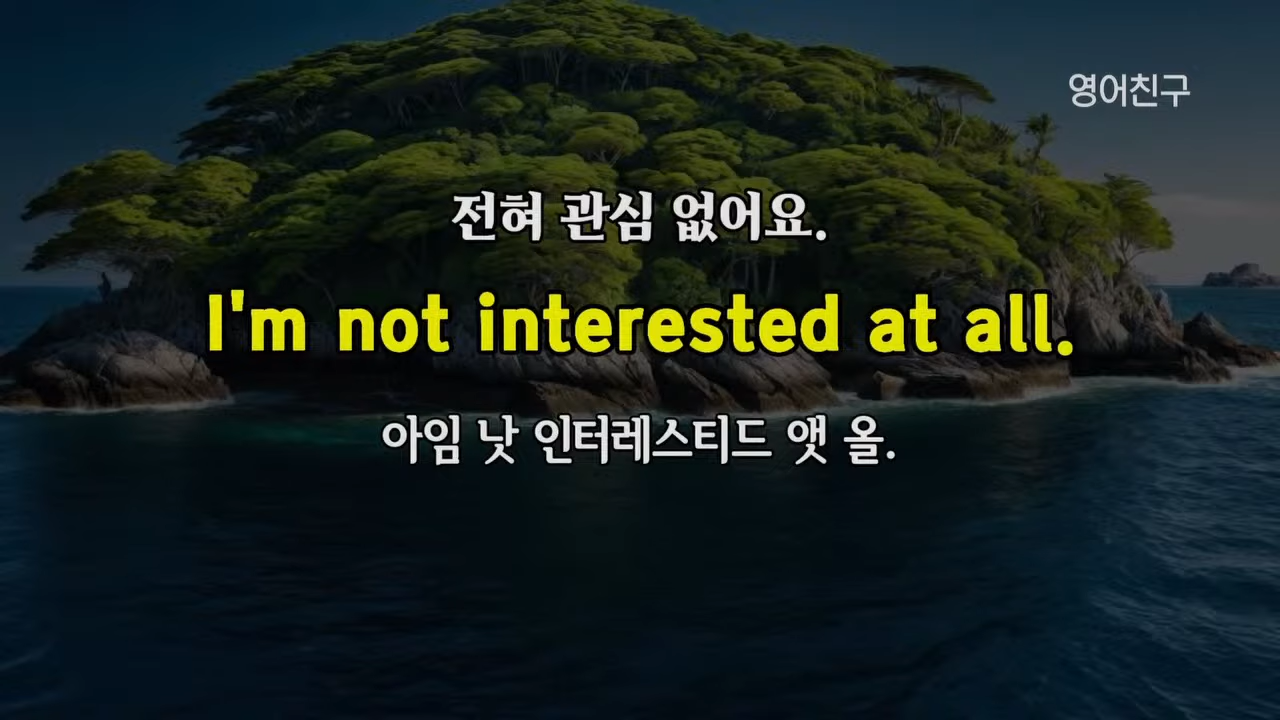 영어친구
전혀 관심 없어요.
I'm not interested at all.
아임 낫 인터레스티드 앳 올.